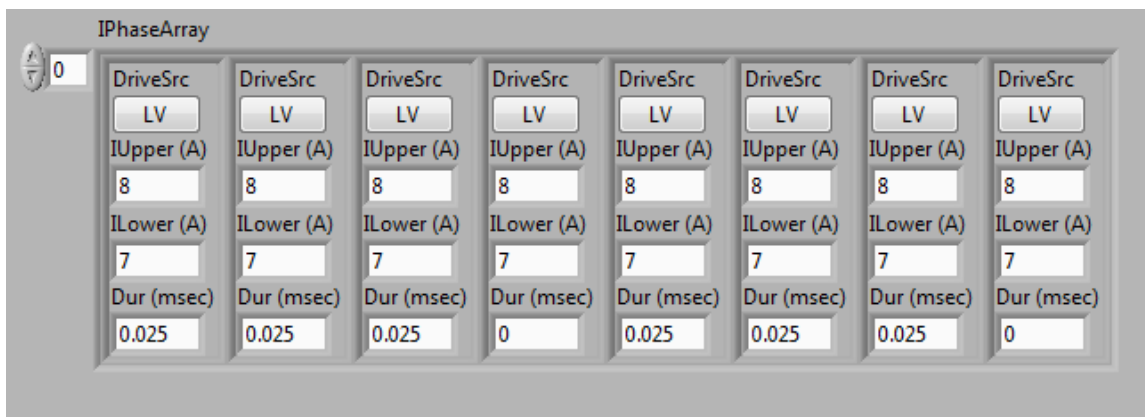 IPhaseArray
0
DriveSrc DriveSrc DriveSrc DriveSrc DriveSrc DriveSrc DriveSrc DriveSrc
LV LV LV LV LV LV LV LV
IUpper (A) IUpper (A) IUpper (A) IUpper (A) IUpper (A) IUpper (A) IUpper (A) IUpper (A)
8 8 8 8 8 8 8 8
ILower (A) ILower (A) ILower (A) ILower (A) ILower (A) ILower (A) ILower (A) ILower (A)
7 7 7 7 7 7 7 7
Dur (msec) Dur (msec) Dur (msec) Dur (msec) Dur (msec) Dur (msec) Dur (msec) Dur (msec)
0.025 0.025 0.025 0 0.025 0.025 0.025 0